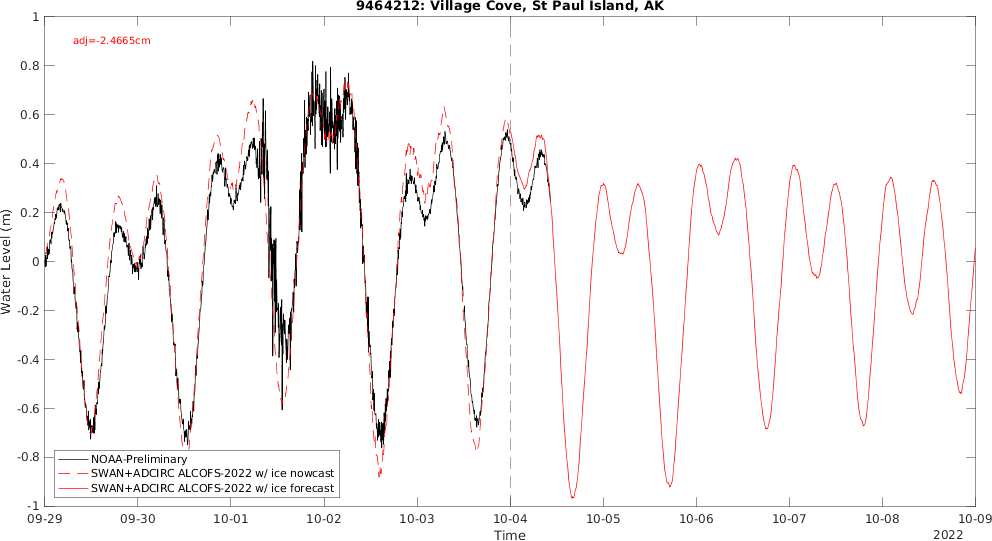 9464212: Village Cove, St Paul Island, AK
adj=-2.4665cm
Water Level (m)
1
0.8
0.6
0.4
0.2
0
-0.2
-0.4
-0.6
-0.8
-1
NOAA-Preliminary
SWAN+ADCIRC ALCOFS-2022 w/ ice nowcast
SWAN+ADCIRC ALCOFS-2022 w/ ice forecast
09-29 09-30 10-01 10-02 10-03 10-04 10-05 10-06 10-07 10-08 10-09
Time
2022